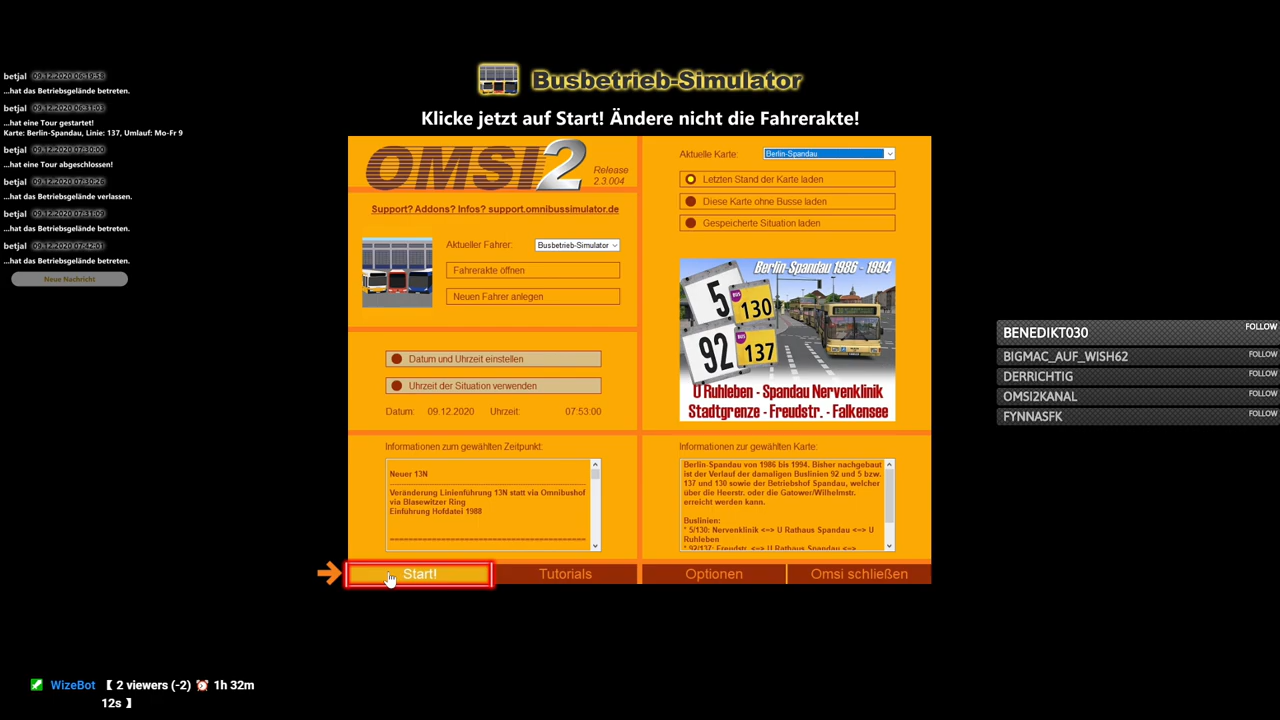 Busbetrieb-Simulator
Klicke jetzt auf Start! Ändere nicht die Fahrerakte!
betjal 09.12.2020 06:19:58
...hat das Betriebsgelände betreten.
betjal 09.12.2020 06:31:03
...hat eine Tour gestartet!
Karte: Berlin-Spandau, Linie: 137, Umlauf: Mo-Fr 9
betjal 09.12.2020 07:30:00
...hat eine Tour abgeschlossen!
betjal 09.12.2020 07:30:26
...hat das Betriebsgelände verlassen.
betjal 09.12.2020 07:31:09
...hat das Betriebsgelände betreten.
betjal 09.12.2020 07:42:01
...hat das Betriebsgelände betreten.
Neue Nachricht
OMSI2
Release
2.3.004
Support? Addons? Infos? support.omnibussimulator.de
Aktueller Fahrer: Busbetrieb-Simulator
Fahrerakte öffnen
Neuen Fahrer anlegen
Datum und Uhrzeit einstellen
Uhrzeit der Situation verwenden
Datum: 09.12.2020 Uhrzeit: 07:53.00
Informationen zum gewählten Zeitpunkt:
Neuer 13N
Veränderung Linienführung 13N statt via Omnibushof
via Blasewitzer Ring
Einführung Hofdatei 1988
Aktuelle Karte: Berlin-Spandau
Letzten Stand der Karte laden
Diese Karte ohne Busse laden
Gespeicherte Situation laden
Berlin-Spandau 1986 - 1994
5
BUS
130
92
BUS
137
U Ruhleben - Spandau Nervenklinik
Stadtgrenze - Freudstr. - Falkensee
Informationen zur gewählten Karte:
Berlin-Spandau von 1986 bis 1994. Bisher nachgebaut
ist der Verlauf der damaligen Buslinien 92 und 5 bzw.
137 und 130 sowie der Betriebshof Spandau, welcher
über die Heerstr. oder die Gatower/Wilhelmstr.
erreicht werden kann.
Buslinien:
* 5/130: Nervenklinik <=> U Rathaus Spandau <=> U
Ruhleben
* 92/137: Freudstr. <=> U Rathaus Spandau <=>
Start!
Tutorials
Optionen
Omsi schließen
BENEDIKT030 FOLLOW
BIGMAC_AUF_WISH62 FOLLOW
DERRICHTIG FOLLOW
OMSI2KANAL FOLLOW
FYNNASFK FOLLOW
WizeBot 【 2 viewers (-2) ⏰ 1h 32m
12s 】